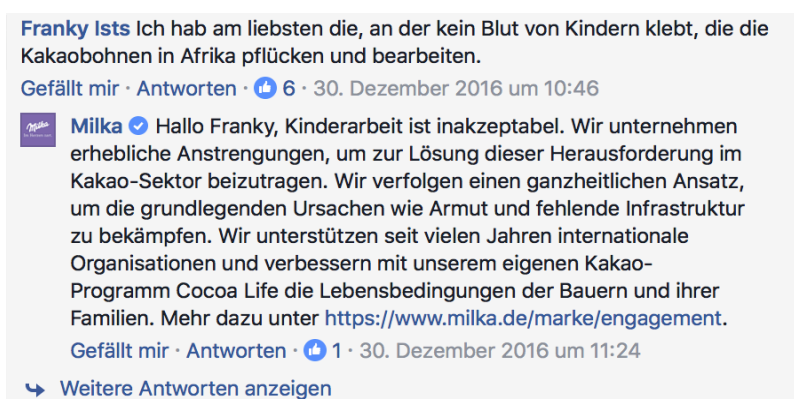 Franky Ists Ich hab am liebsten die, an der kein Blut von Kindern klebt, die die
Kakaobohnen in Afrika pflücken und bearbeiten.
Gefällt mir · Antworten · 6 · 30. Dezember 2016 um 10:46
Milka
Milka Hallo Franky, Kinderarbeit ist inakzeptabel. Wir unternehmen
erhebliche Anstrengungen, um zur Lösung dieser Herausforderung im
Kakao-Sektor beizutragen. Wir verfolgen einen ganzheitlichen Ansatz,
um die grundlegenden Ursachen wie Armut und fehlende Infrastruktur
zu bekämpfen. Wir unterstützen seit vielen Jahren internationale
Organisationen und verbessern mit unserem eigenen Kakao-
Programm Cocoa Life die Lebensbedingungen der Bauern und ihrer
Familien. Mehr dazu unter https://www.milka.de/marke/engagement.
Gefällt mir · Antworten · 1 · 30. Dezember 2016 um 11:24
Weitere Antworten anzeigen